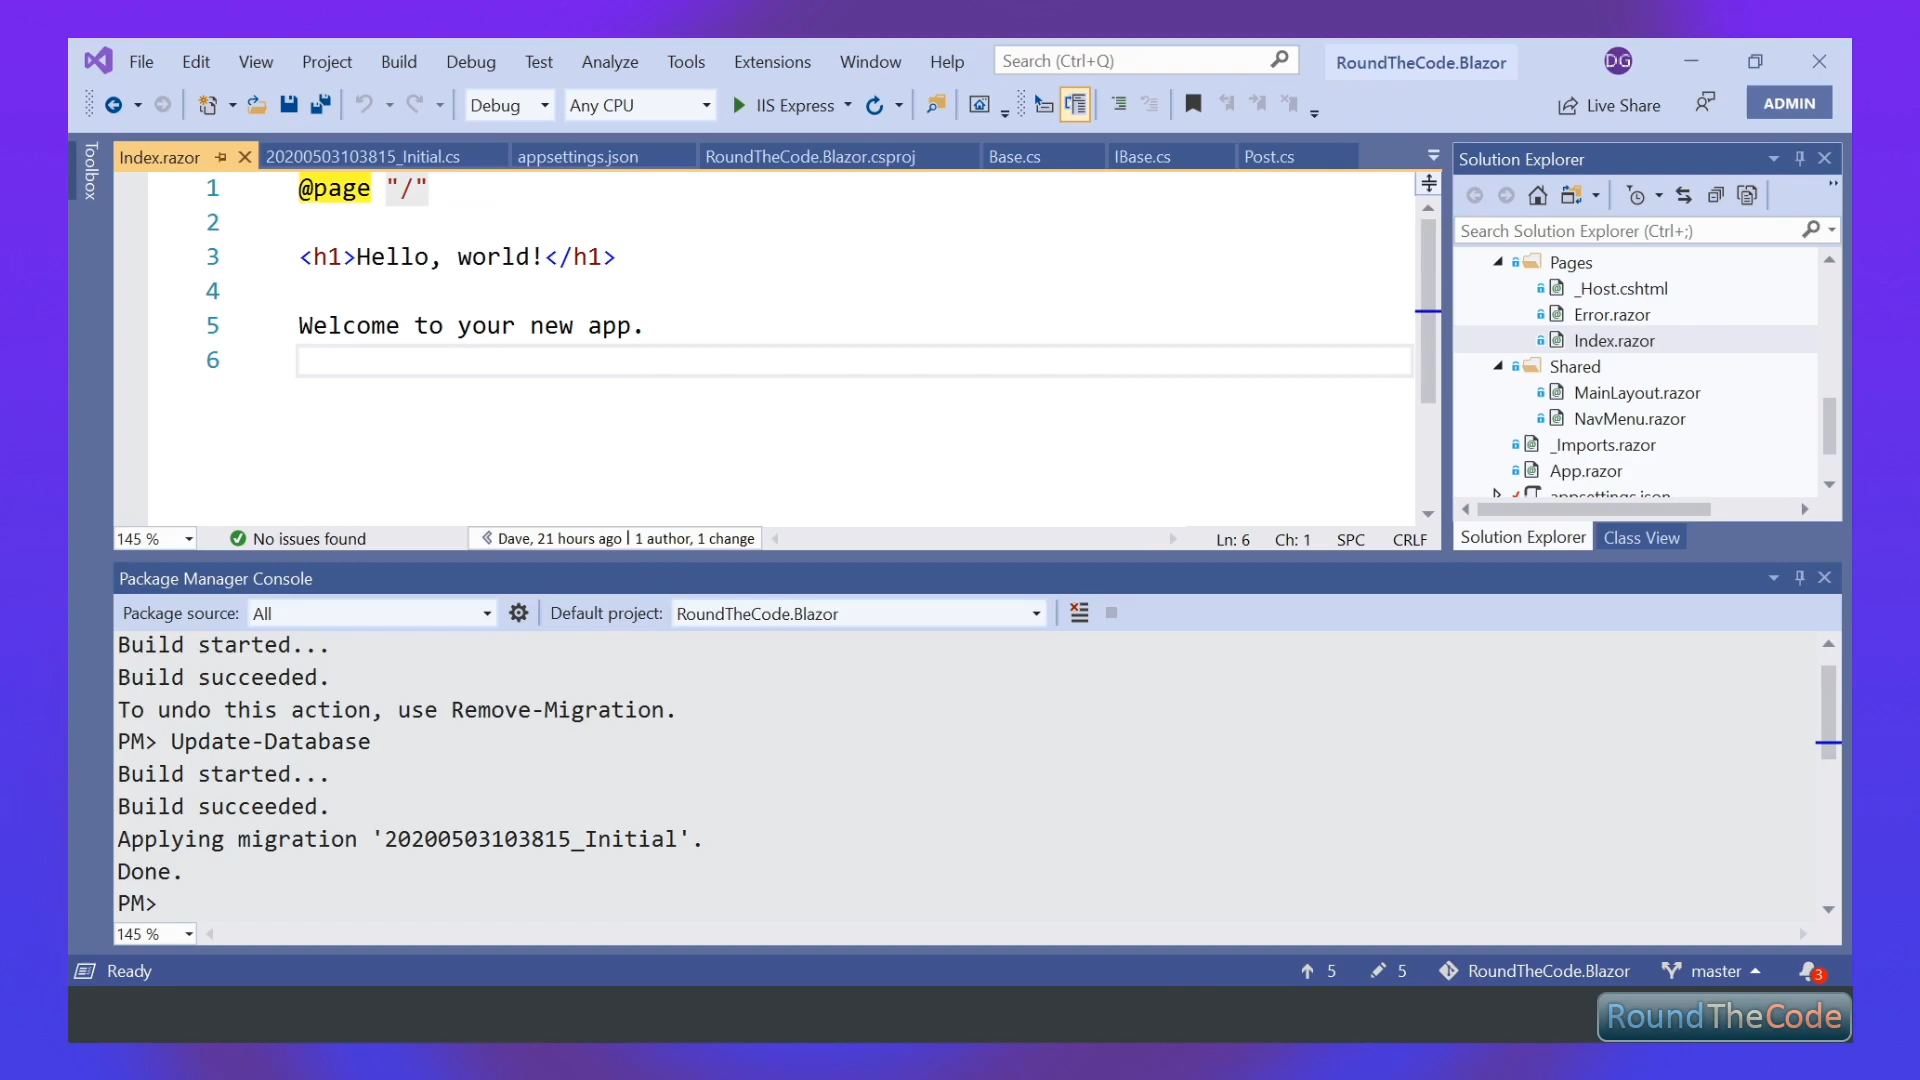 File Edit View Project Build Debug Test Analyze Tools Extensions Window Help Search (Ctrl+Q) RoundTheCode.Blazor DG
Debug Any CPU IIS Express Live Share ADMIN
Toolbox
Index.razor 20200503103815_Initial.cs appsettings.json RoundTheCode.Blazor.csproj Base.cs IBase.cs Post.cs
1 @page "/"
2
3 <h1>Hello, world!</h1>
4
5 Welcome to your new app.
6
145 % No issues found Dave, 21 hours ago | 1 author, 1 change Ln: 6 Ch: 1 SPC CRLF
Solution Explorer
Search Solution Explorer (Ctrl+;)
Pages
_Host.cshtml
Error.razor
Index.razor
Shared
MainLayout.razor
NavMenu.razor
_Imports.razor
App.razor
appsettings.json
Solution Explorer Class View
Package Manager Console
Package source: All Default project: RoundTheCode.Blazor
Build started...
Build succeeded.
To undo this action, use Remove-Migration.
PM> Update-Database
Build started...
Build succeeded.
Applying migration '20200503103815_Initial'.
Done.
PM>
145 %
Ready 5 5 RoundTheCode.Blazor master 3
RoundTheCode